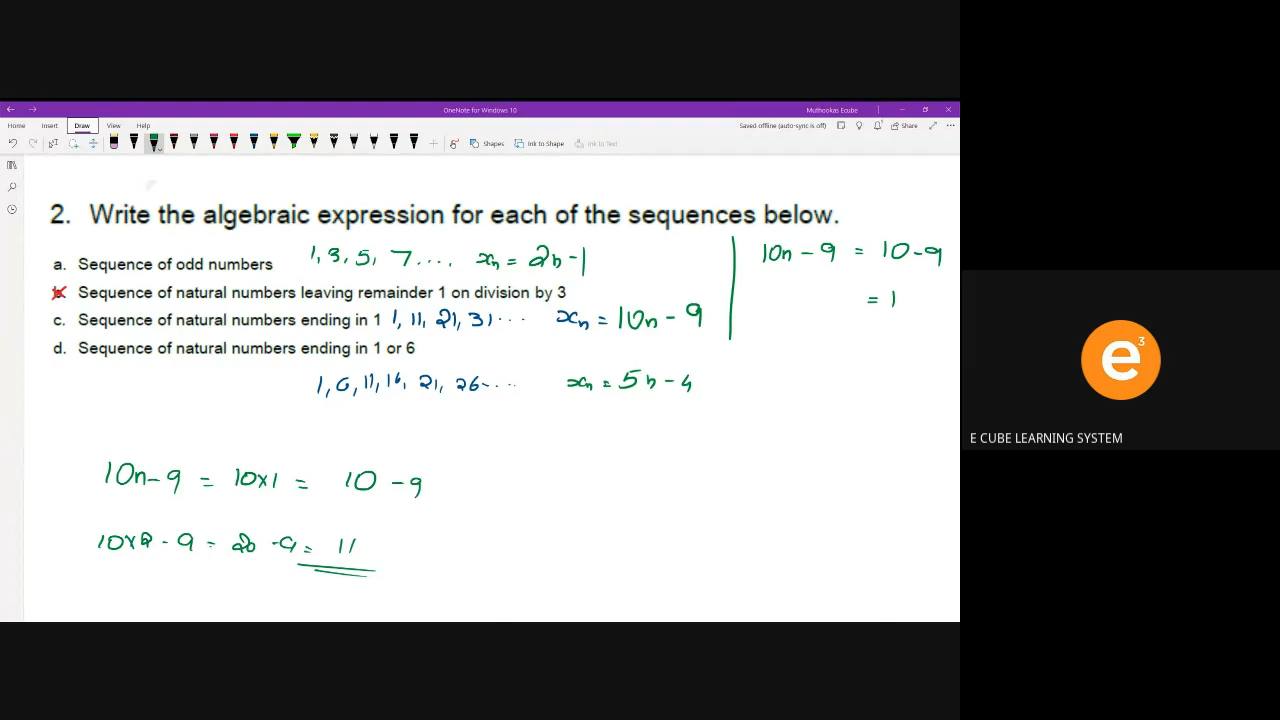 OneNote for Windows 10
Muthookas Ecube
Home Insert Draw View Help
Saved offline (auto-sync is off) Share
Shapes Ink to Shape Ink to Text
2. Write the algebraic expression for each of the sequences below.
a. Sequence of odd numbers 1, 3, 5, 7.... xn = 2n - 1
b. Sequence of natural numbers leaving remainder 1 on division by 3
c. Sequence of natural numbers ending in 1 1, 11, 21, 31... xn = 10n - 9
d. Sequence of natural numbers ending in 1 or 6
1, 6, 11, 16, 21, 26... xn = 5n - 4
10n - 9 = 10 - 9
= 1
10n - 9 = 10×1 = 10 - 9
10×2 - 9 = 20 - 9 = 11
e3
E CUBE LEARNING SYSTEM